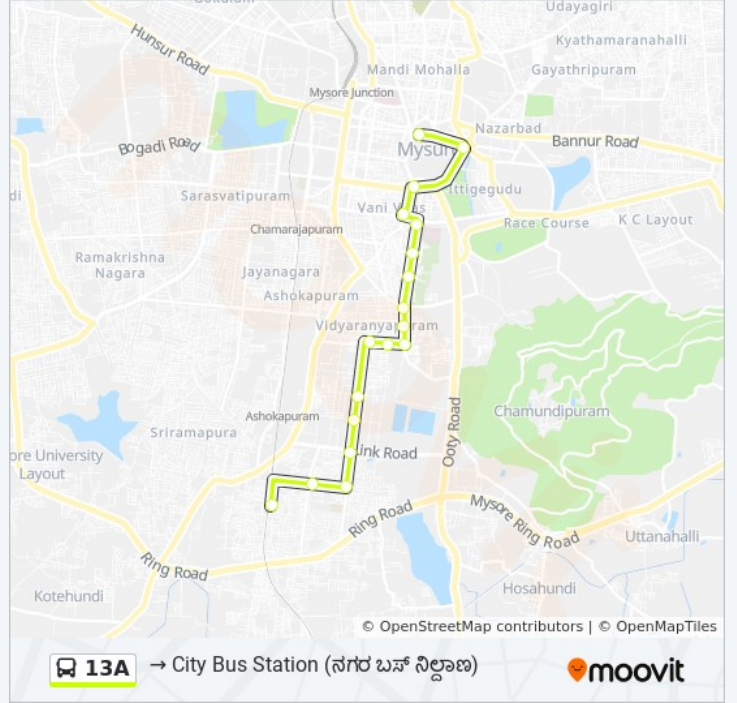 Gokulam
Udayagiri
Hunsur Road
Kyathamaranahalli
Mandi Mohalla
Gayathripuram
Mysore Junction
Nazarbad
Bogadi Road
Bannur Road
Mysuru
Ittigegudu
di
Sarasvatipuram
Vani Vilas
Race Course
K C Layout
Chamarajapuram
Ramakrishna
Nagara
Jayanagara
Ashokapuram
Vidyaranyapuram
Chamundipuram
Ashokapuram
Ooty Road
Sriramapura
ore University
Layout
Link Road
Ring Road
Mysore Ring Road
Uttanahalli
Ring Road
Hosahundi
Kotehundi
© OpenStreetMap contributors | © OpenMapTiles
13A → City Bus Station (ನಗರ ಬಸ್ ನಿಲ್ದಾಣ)
moovit